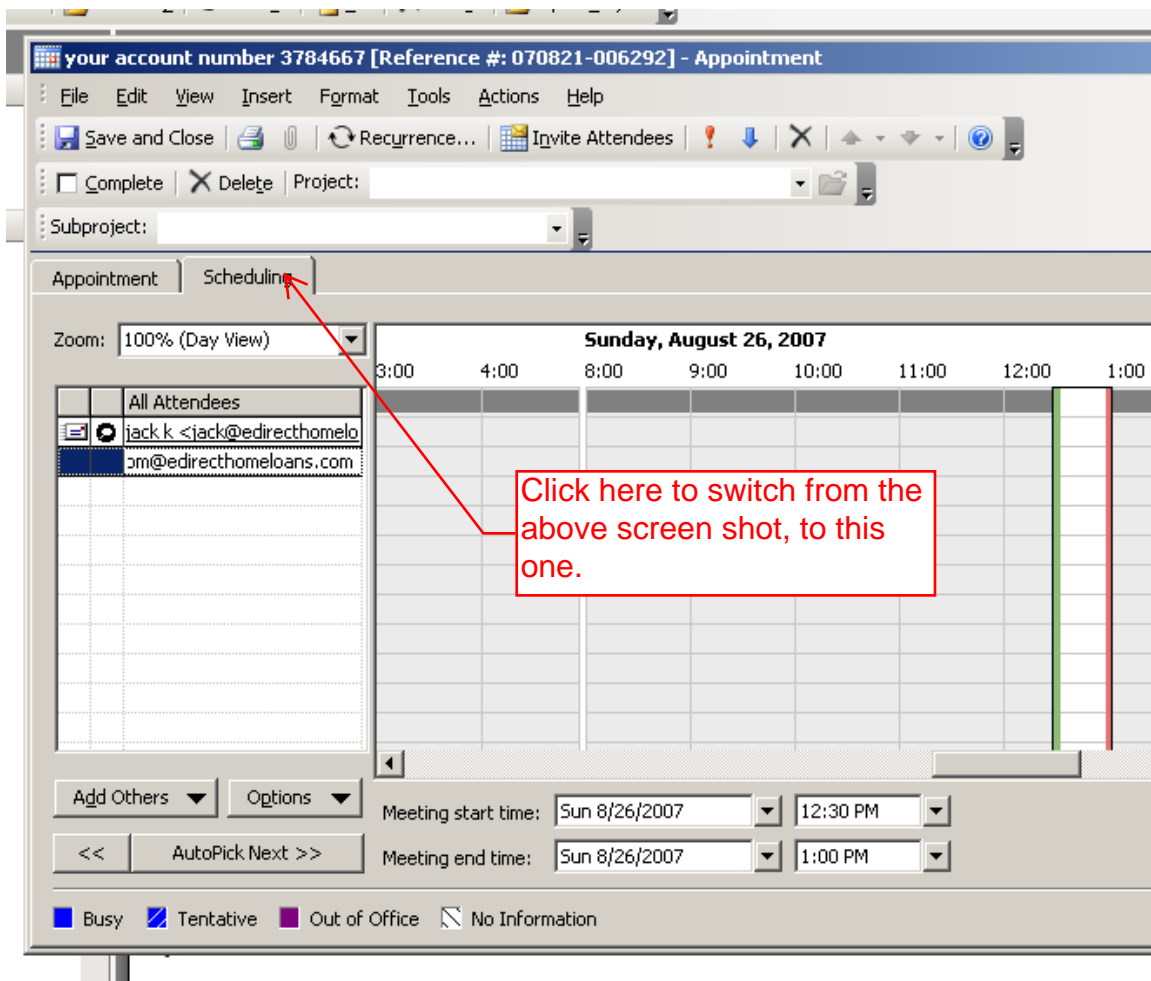 your account number 3784667 [Reference #: 070821-006292] - Appointment
File Edit View Insert Format Tools Actions Help
Save and Close Recurrence... Invite Attendees
Complete Delete Project:
Subproject:
Appointment Scheduling
Zoom: 100% (Day View) Sunday, August 26, 2007
3:00 4:00 8:00 9:00 10:00 11:00 12:00 1:00
All Attendees
jack k <jack@edirecthomelo
om@edirecthomeloans.com
Click here to switch from the
above screen shot, to this
one.
Add Others Options
Meeting start time: Sun 8/26/2007 12:30 PM
<< AutoPick Next >>
Meeting end time: Sun 8/26/2007 1:00 PM
Busy Tentative Out of Office No Information